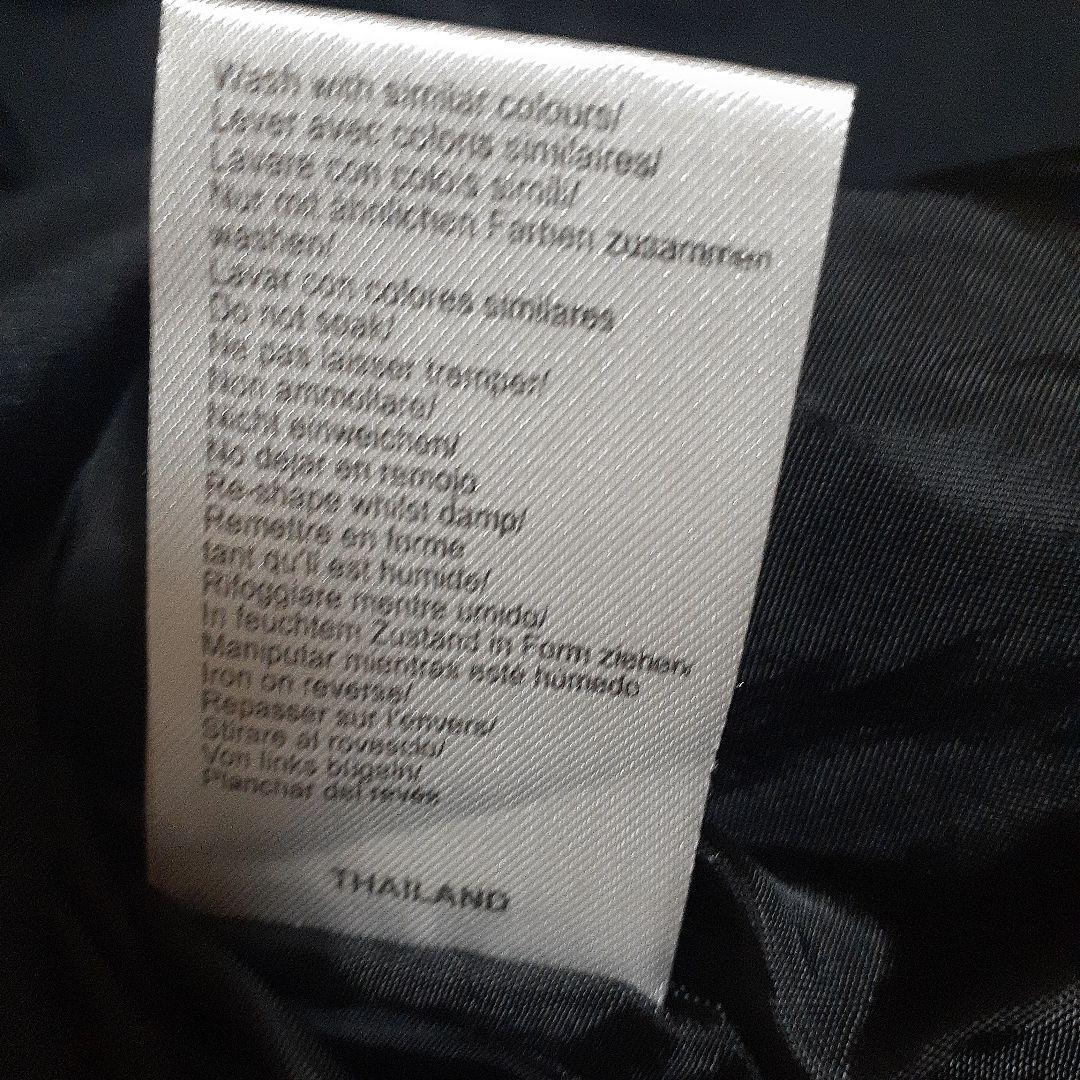 Wash with similar colours/
Laver avec coloris similaires/
Lavare con colors simili/
Nur mit ähnlichen Farben zusammen
washen/
Lavar con colores similares
Do not soak/
Ne pas laisser tremper/
Non ammollare/
Nicht einweichen/
No dejar en remojo
Re-shape whilst damp/
Remettre en forme
tant qu'il est humide/
Rifoggiare mentre umido/
In feuchtem Zustand in Form ziehen/
Manipular mientras esté húmedo
Iron on reverse/
Repasser sur l'envers/
Stirare al rovescio/
Von links bügeln/
Planchar del revés
THAILAND